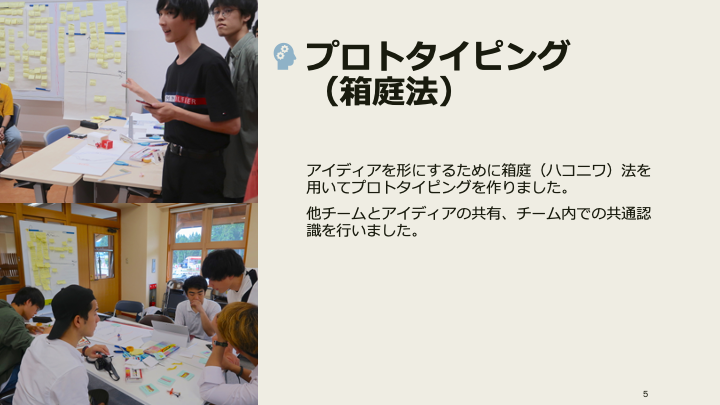 プロトタイピング
（箱庭法）
アイディアを形にするために箱庭（ハコニワ）法を
用いてプロトタイピングを作りました。
他チームとアイディアの共有、チーム内での共通認
識を行いました。
5